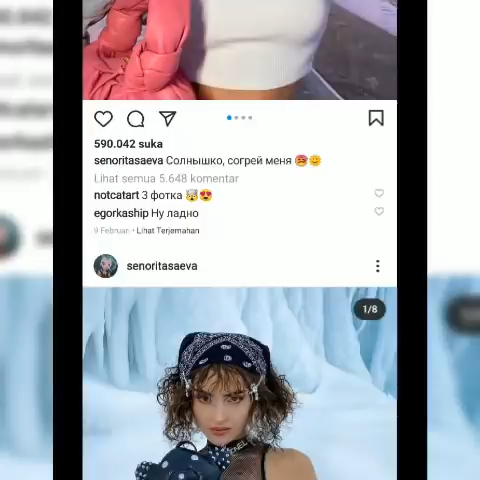 590.042 suka
senoritasaeva Солнышко, согрей меня 🥵🌞
Lihat semua 5.648 komentar
notcatart 3 фотка 🤯😍
egorkaship Ну ладно
9 Februari • Lihat Terjemahan
senoritasaeva
1/8